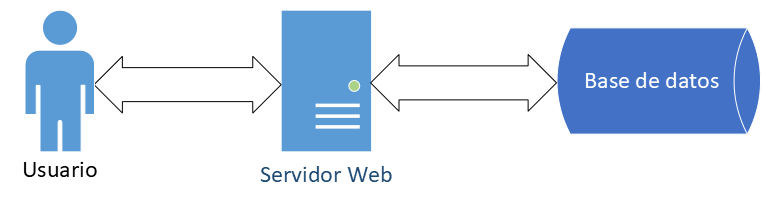 Base de datos
Usuario
Servidor Web